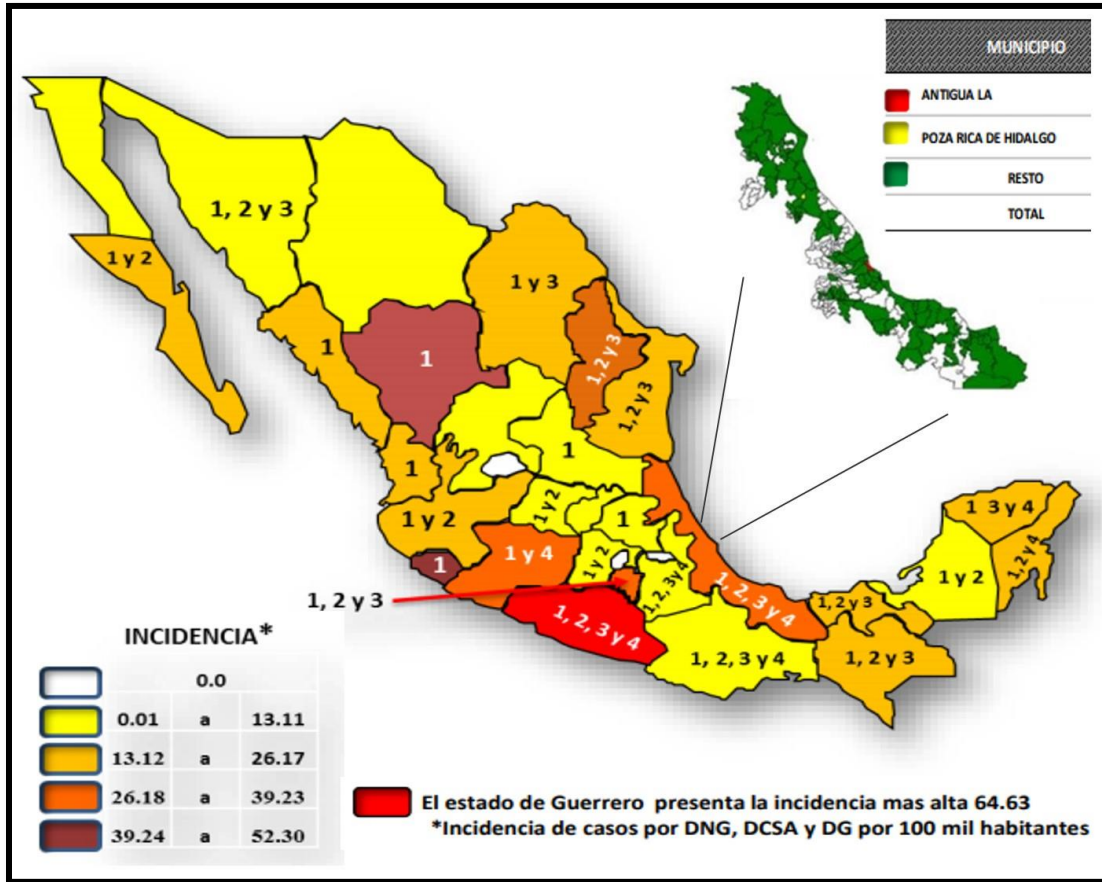 MUNICIPIO
ANTIGUA LA
POZA RICA DE HIDALGO
RESTO
TOTAL
1, 2 y 3
1 y 2
1 y 3
1
1
1, 2 y 3
1, 2 y 3
1
1
1 y 2
1 y 2
1
1 y 2
1
1 y 4
1, 2, 3 y 4
1, 2 y 3
1, 2, 3 y 4
1, 2, 3 y 4
1, 2, 3 y 4
1, 2 y 3
1, 2 y 3
1 y 2
1 3 y 4
1, 2 y 4
INCIDENCIA*
0.0
0.01 a 13.11
13.12 a 26.17
26.18 a 39.23
39.24 a 52.30
El estado de Guerrero presenta la incidencia mas alta 64.63
*Incidencia de casos por DNG, DCSA y DG por 100 mil habitantes